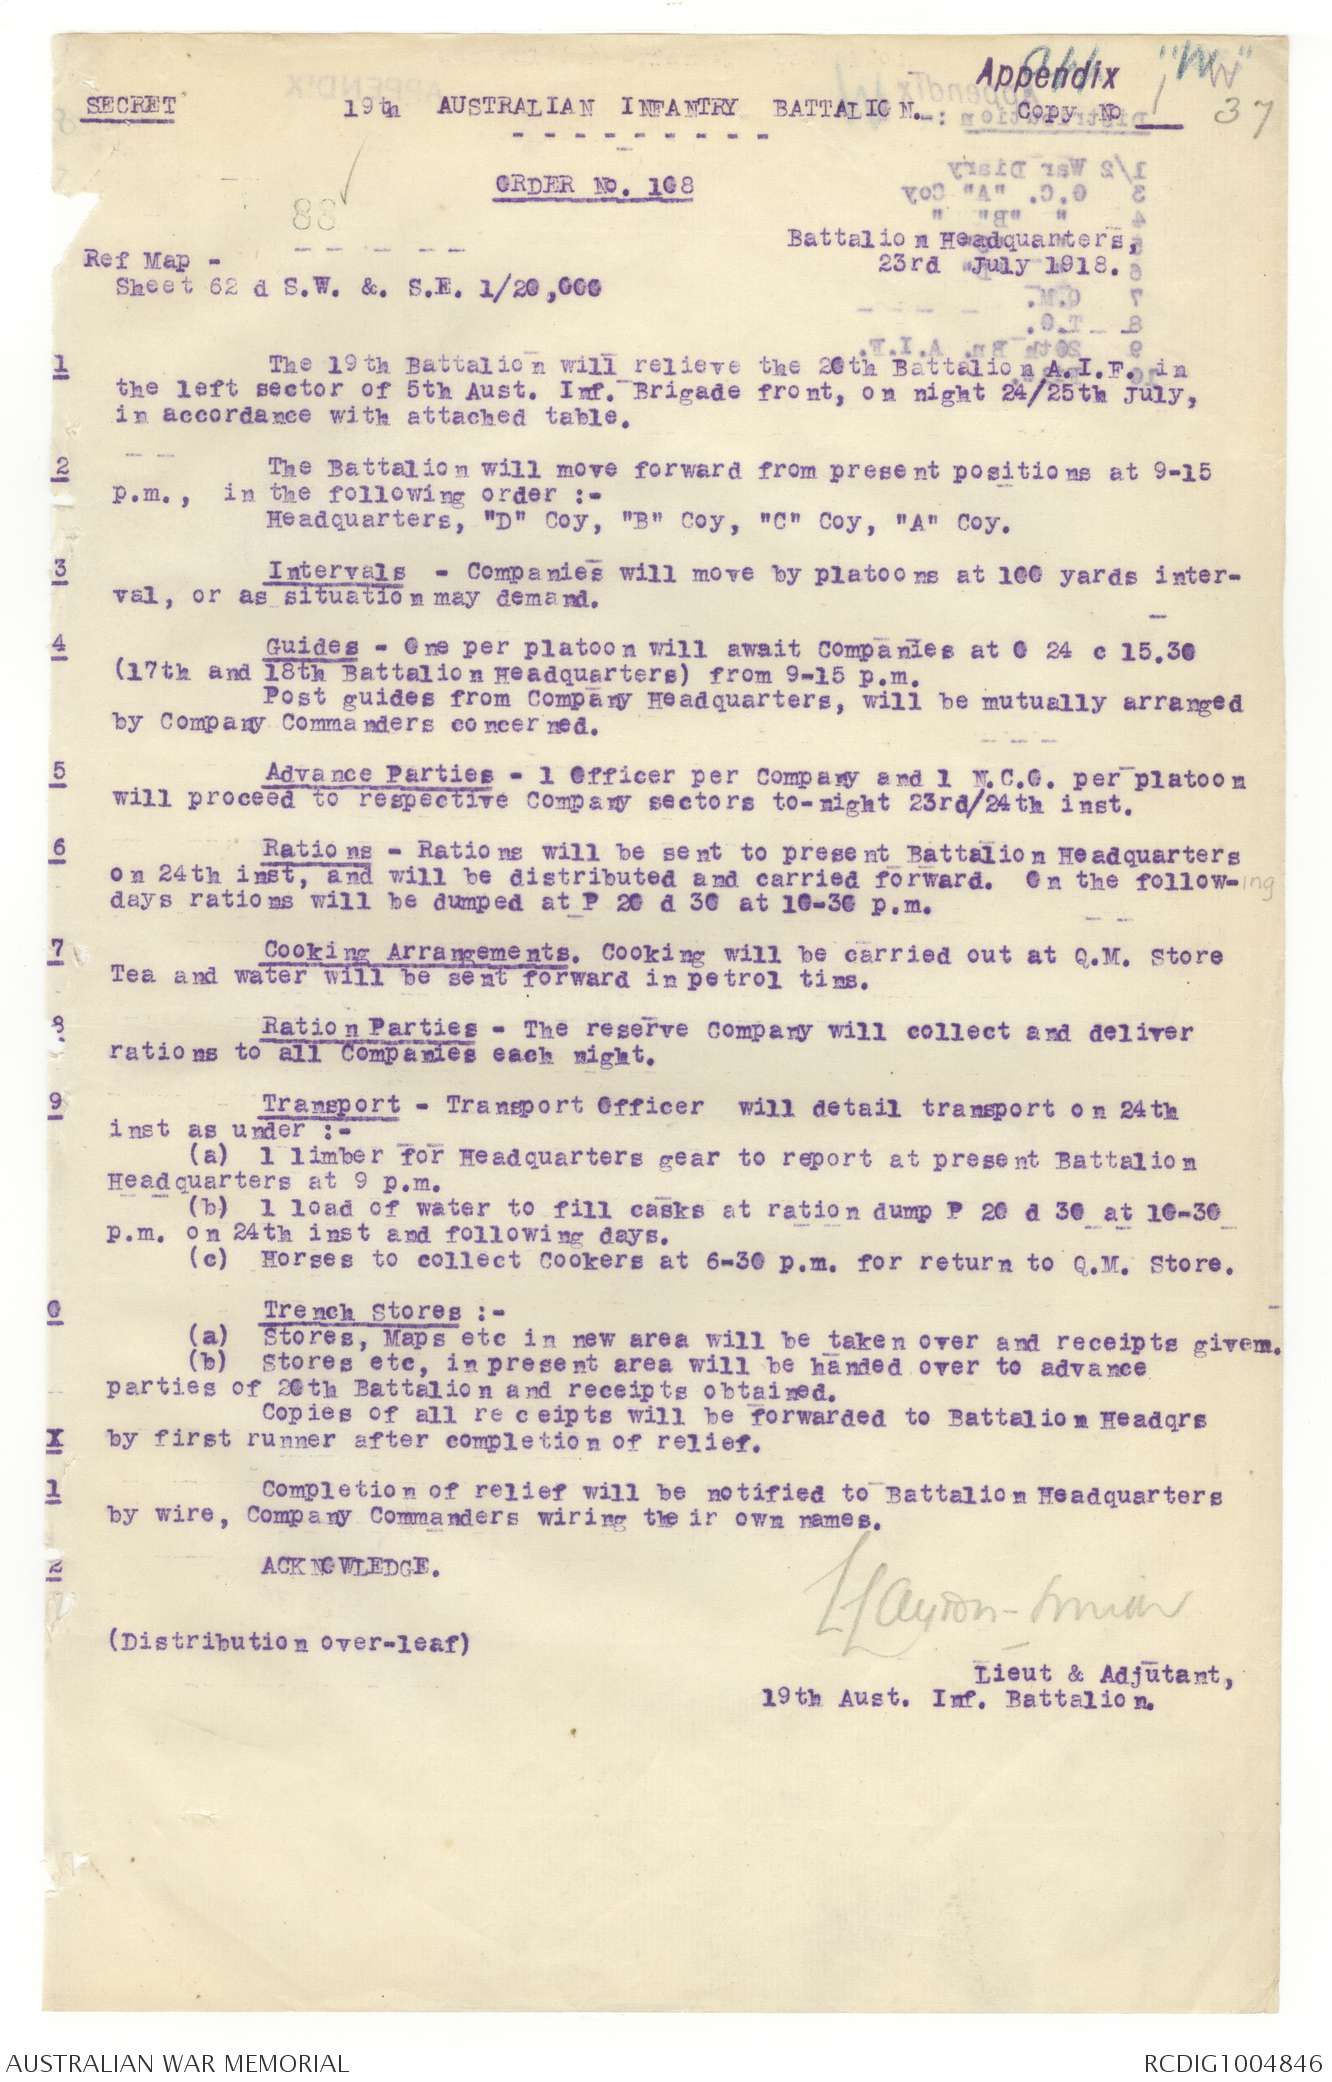 Appendix "M"
SECRET 19th AUSTRALIAN INFANTRY BATTALION. Copy No 1 37
ORDER No. 108
88
Battalion Headquarters,
23rd July 1918.
Ref Map -
Sheet 62 d S.W. &. S.E. 1/20,000
1 The 19th Battalion will relieve the 20th Battalion A.I.F. in
the left sector of 5th Aust. Inf. Brigade front, on night 24/25th July,
in accordance with attached table.
2 The Battalion will move forward from present positions at 9-15
p.m., in the following order :-
Headquarters, "D" Coy, "B" Coy, "C" Coy, "A" Coy.
3 Intervals - Companies will move by platoons at 100 yards inter-
val, or as situation may demand.
4 Guides - One per platoon will await Companies at O 24 c 15.30
(17th and 18th Battalion Headquarters) from 9-15 p.m.
Post guides from Company Headquarters, will be mutually arranged
by Company Commanders concerned.
5 Advance Parties - 1 Officer per Company and 1 N.C.O. per platoon
will proceed to respective Company sectors to-night 23rd/24th inst.
6 Rations - Rations will be sent to present Battalion Headquarters
on 24th inst, and will be distributed and carried forward. On the follow-ing
days rations will be dumped at P 20 d 30 at 10-30 p.m.
7 Cooking Arrangements. Cooking will be carried out at Q.M. Store
Tea and water will be sent forward in petrol tins.
8 Ration Parties - The reserve Company will collect and deliver
rations to all Companies each night.
9 Transport - Transport Officer will detail transport on 24th
inst as under :-
(a) 1 limber for Headquarters gear to report at present Battalion
Headquarters at 9 p.m.
(b) 1 load of water to fill casks at ration dump P 20 d 30 at 10-30
p.m. on 24th inst and following days.
(c) Horses to collect Cookers at 6-30 p.m. for return to Q.M. Store.
0 Trench Stores :-
(a) Stores, Maps etc in new area will be taken over and receipts given.
(b) Stores etc, in present area will be handed over to advance
parties of 20th Battalion and receipts obtained.
Copies of all receipts will be forwarded to Battalion Headqrs
X by first runner after completion of relief.
1 Completion of relief will be notified to Battalion Headquarters
by wire, Company Commanders wiring their own names.
2 ACKNOWLEDGE.
(Distribution over-leaf)
Lieut & Adjutant,
19th Aust. Inf. Battalion.
AUSTRALIAN WAR MEMORIAL RCDIG1004846